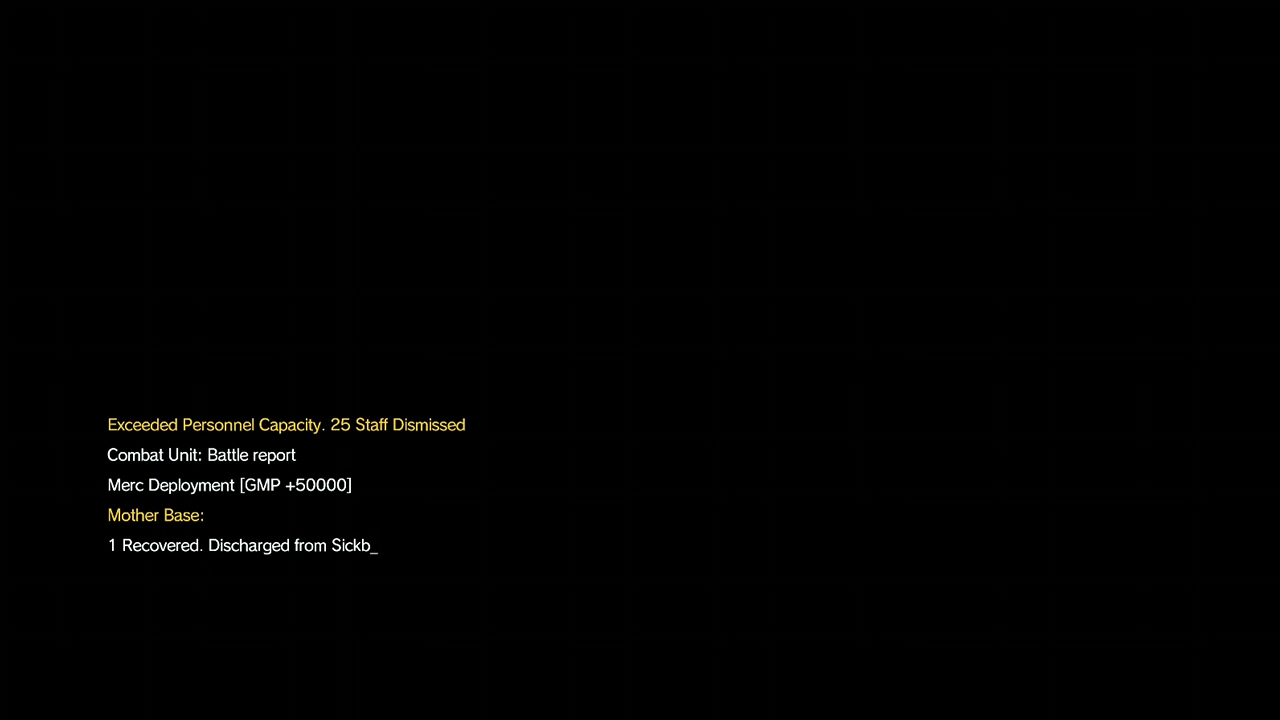 Exceeded Personnel Capacity. 25 Staff Dismissed
Combat Unit: Battle report
Merc Deployment [GMP +50000]
Mother Base:
1 Recovered. Discharged from Sickb_